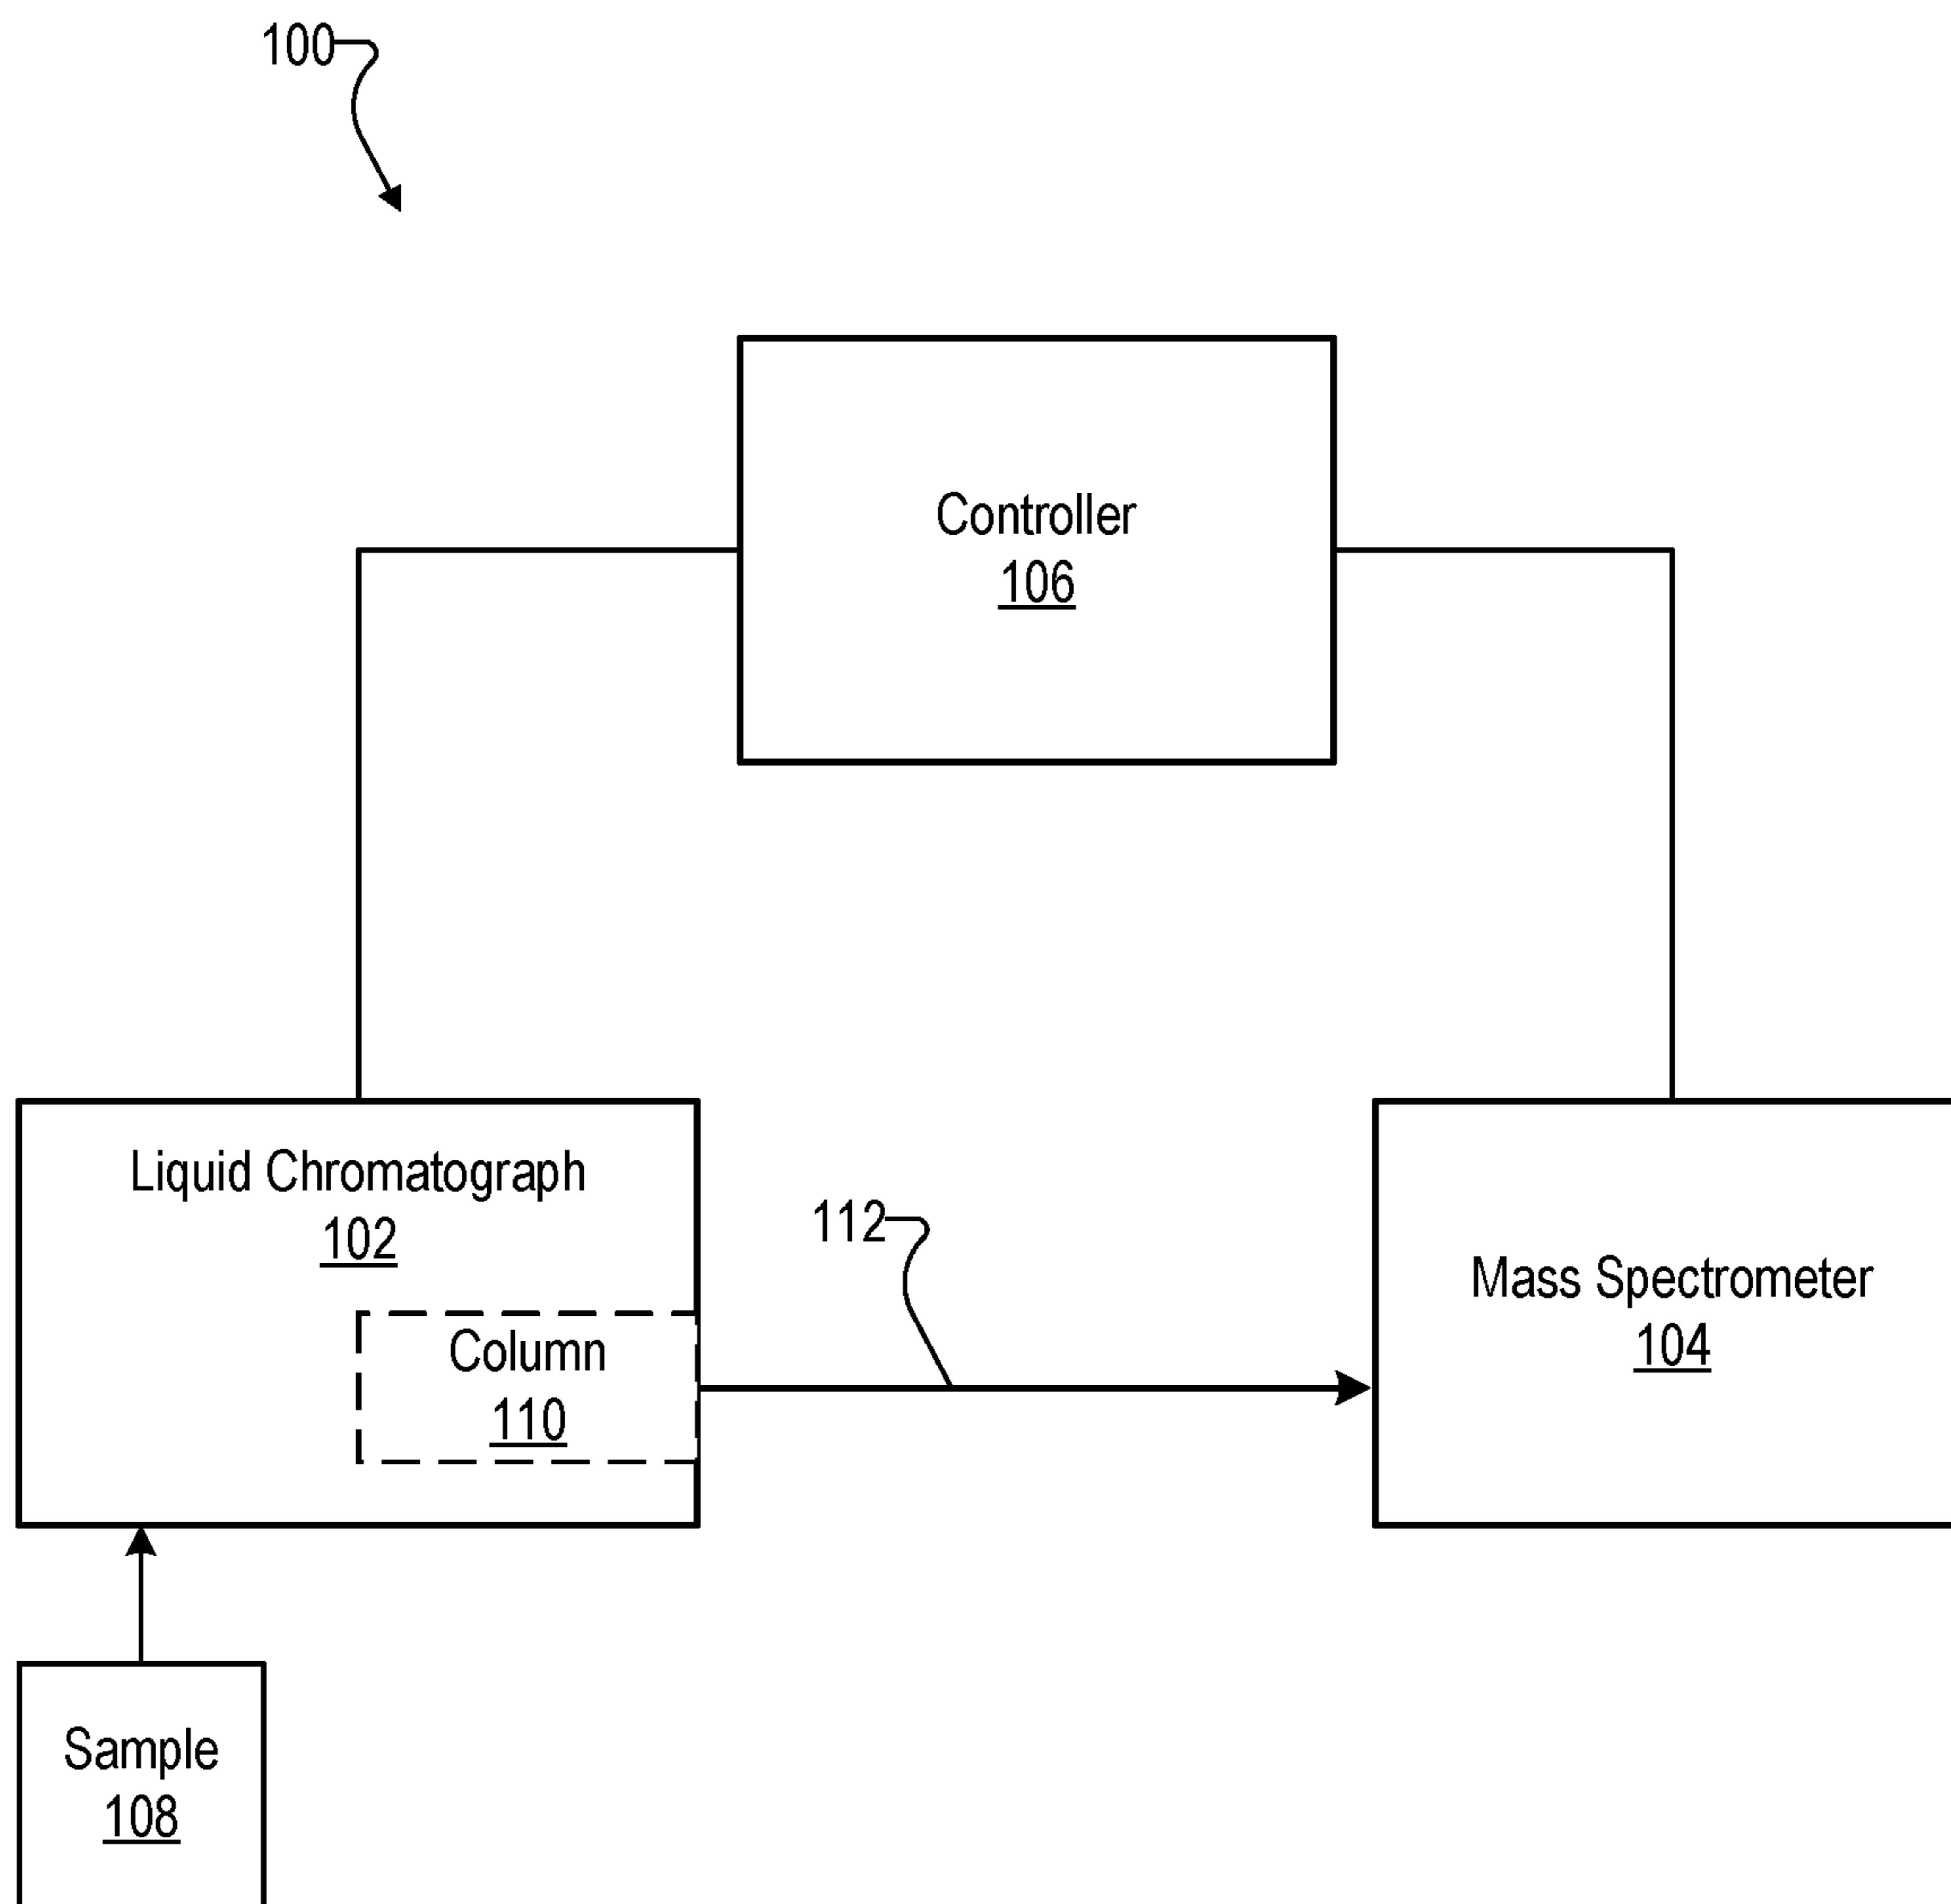 100
Controller
106
Liquid Chromatograph
102
112
Mass Spectrometer
104
Column
110
Sample
108